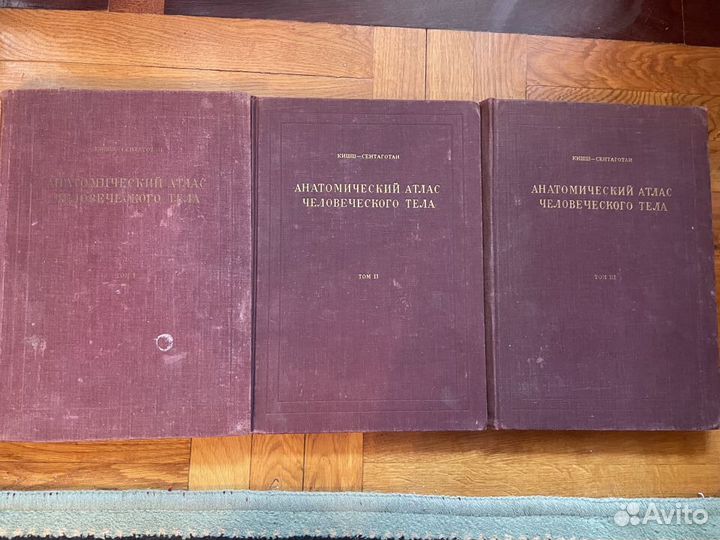 КИШШ—СЕНТАГОТАИ
АНАТОМИЧЕСКИЙ АТЛАС
ЧЕЛОВЕЧЕСКОГО ТЕЛА
ТОМ I
КИШШ—СЕНТАГОТАИ
АНАТОМИЧЕСКИЙ АТЛАС
ЧЕЛОВЕЧЕСКОГО ТЕЛА
ТОМ II
КИШШ—СЕНТАГОТАИ
АНАТОМИЧЕСКИЙ АТЛАС
ЧЕЛОВЕЧЕСКОГО ТЕЛА
ТОМ III
Avito